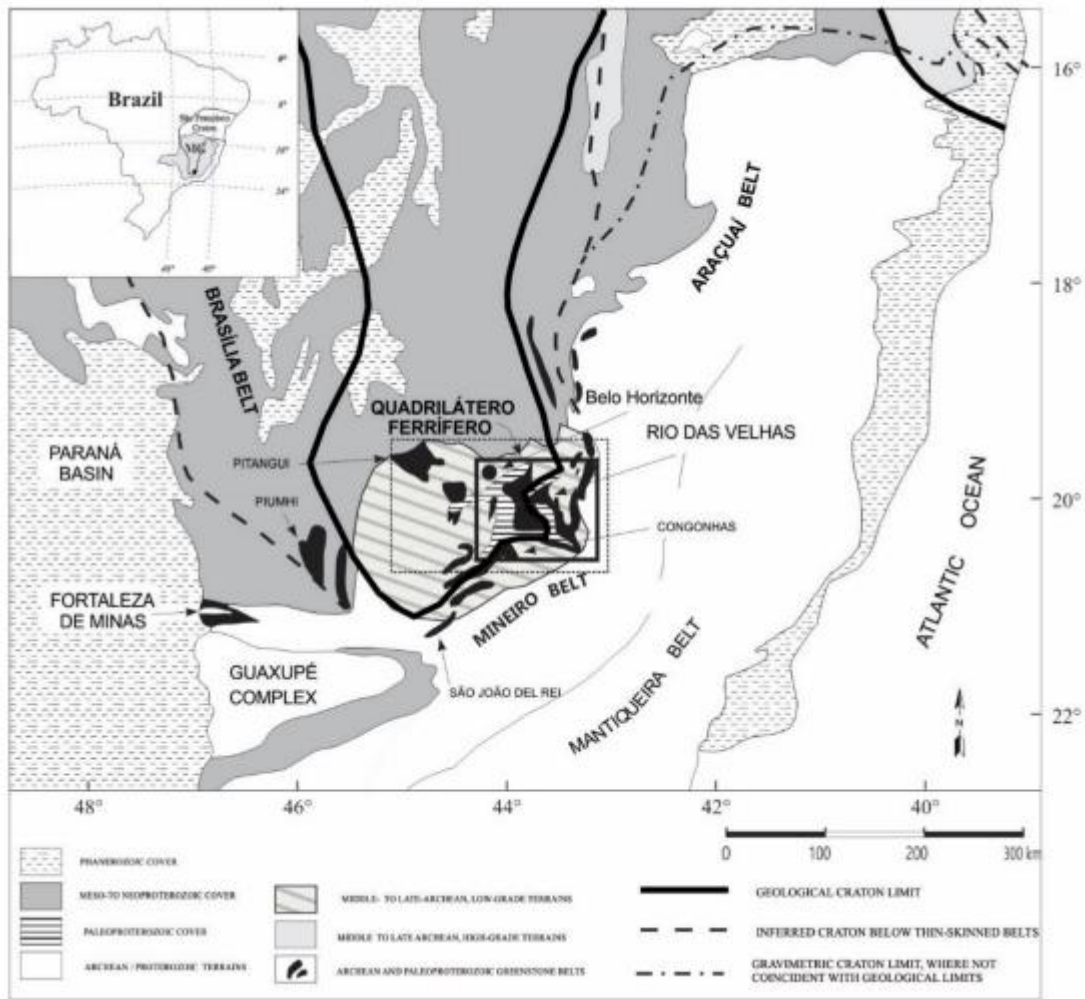 Brazil
São Francisco
Craton
MG
16°
18°
20°
22°
48°
46°
44°
42°
40°
BRASÍLIA BELT
ARAÇUAÍ BELT
QUADRILÁTERO
FERRÍFERO
Belo Horizonte
RIO DAS VELHAS
PARANÁ
BASIN
PITANGUI
PIUMHI
CONGONHAS
ATLANTIC OCEAN
FORTALEZA
DE MINAS
MINEIRO BELT
GUAXUPÉ
COMPLEX
SÃO JOÃO DEL REI
MANTIQUEIRA BELT
N
0 100 200 300 km
PHANEROZOIC COVER
MESO-TO NEOPROTEROZOIC COVER
PALEOPROTEROZOIC COVER
ARCHEAN / PROTEROZOIC TERRAINS
MIDDLE- TO LATE-ARCHEAN, LOW-GRADE TERRAINS
MIDDLE TO LATE ARCHEAN, HIGH-GRADE TERRAINS
ARCHEAN AND PALEOPROTEROZOIC GREENSTONE BELTS
GEOLOGICAL CRATON LIMIT
INFERRED CRATON BELOW THIN-SKINNED BELTS
GRAVIMETRIC CRATON LIMIT, WHERE NOT
COINCIDENT WITH GEOLOGICAL LIMITS